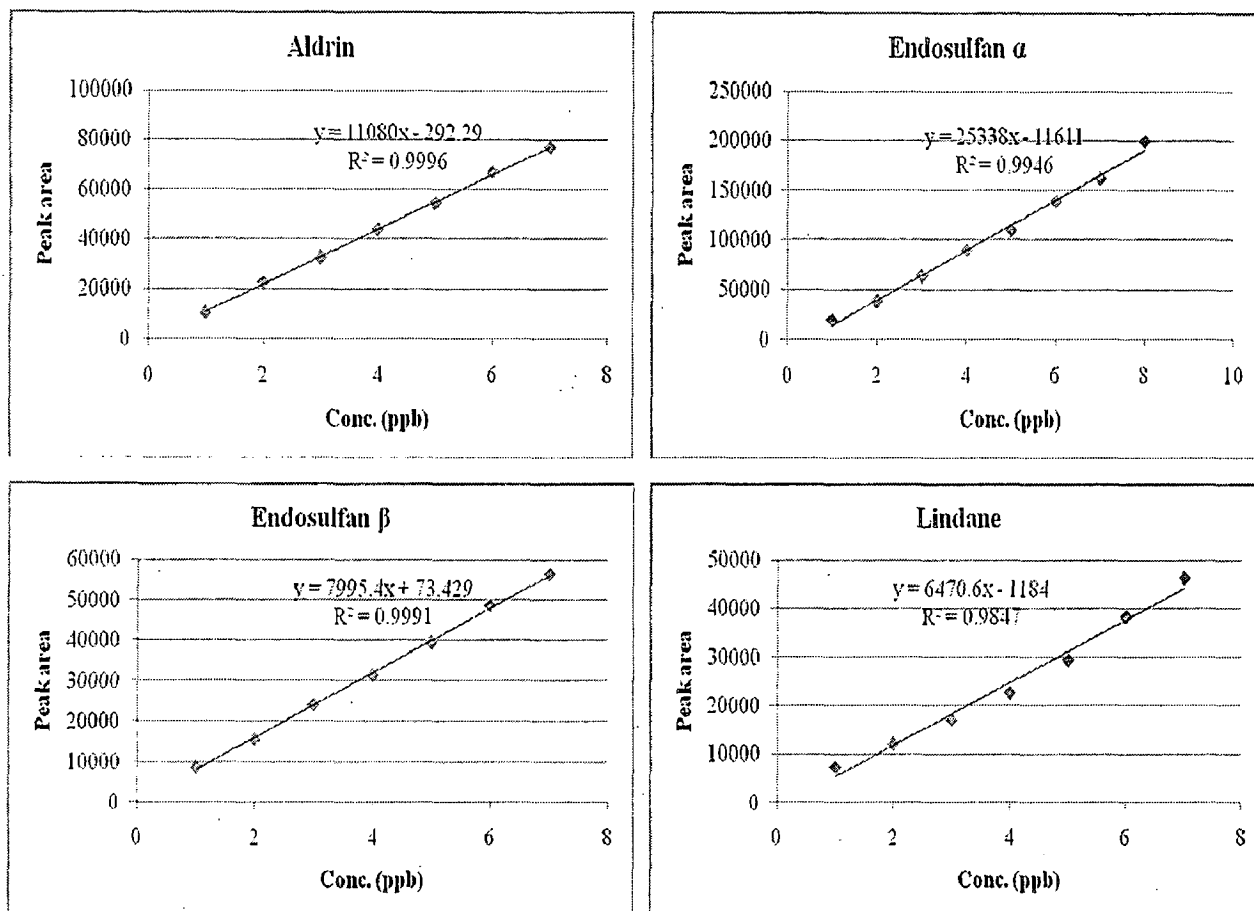 Aldrin
100000
80000
60000
40000
20000
0
y = 11080x - 292.29
R² = 0.9996
Peak area
0 2 4 6 8
Conc. (ppb)
Endosulfan α
250000
200000
150000
100000
50000
0
y = 25338x - 11611
R² = 0.9946
Peak area
0 2 4 6 8 10
Conc. (ppb)
Endosulfan β
60000
50000
40000
30000
20000
10000
0
y = 7995.4x + 73.429
R² = 0.9991
Peak area
0 2 4 6 8
Conc. (ppb)
Lindane
50000
40000
30000
20000
10000
0
y = 6470.6x - 1184
R² = 0.9847
Peak area
0 2 4 6 8
Conc. (ppb)